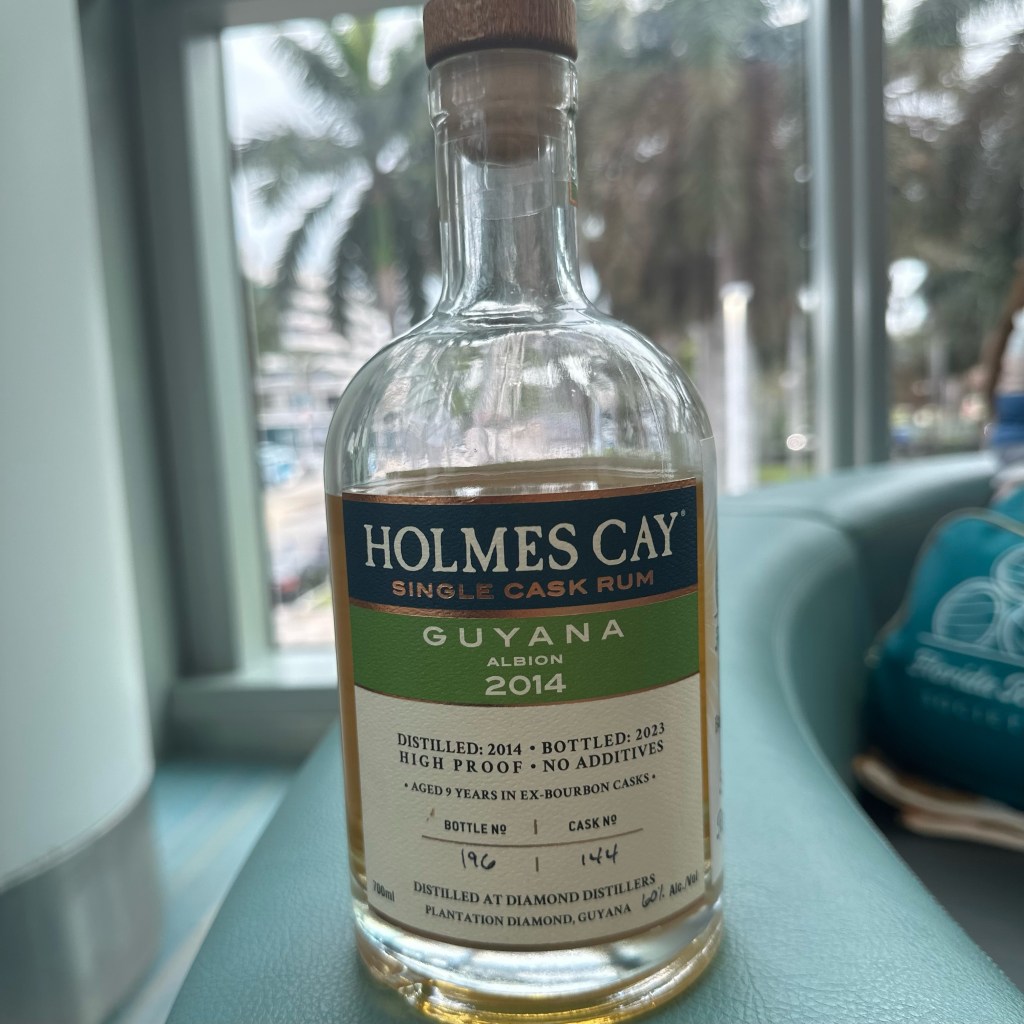 HOLMES CAY®
SINGLE CASK RUM
GUYANA
ALBION
2014
DISTILLED: 2014 • BOTTLED: 2023
HIGH PROOF • NO ADDITIVES
• AGED 9 YEARS IN EX-BOURBON CASKS •
BOTTLE Nº | CASK Nº
196 | 144
700ml
DISTILLED AT DIAMOND DISTILLERS
60% Alc./Vol
PLANTATION DIAMOND, GUYANA
Florida